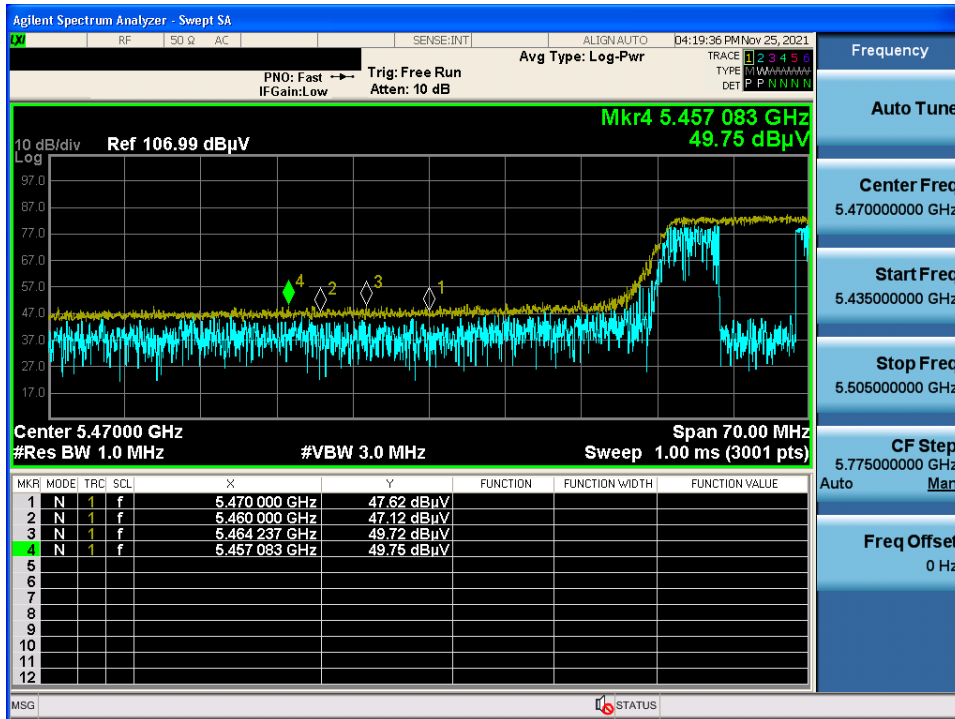 Agilent Spectrum Analyzer - Swept SA
LXI RF 50 Ω AC SENSE:INT ALIGN AUTO 04:19:36 PM Nov 25, 2021
Avg Type: Log-Pwr TRACE 1 2 3 4 5 6
PNO: Fast Trig: Free Run TYPE M W W W W W
IFGain:Low Atten: 10 dB DET P P N N N N
Mkr4 5.457 083 GHz
10 dB/div Ref 106.99 dBµV 49.75 dBµV
Log
97.0
87.0
77.0
67.0
57.0
47.0
37.0
27.0
17.0
4 2 3 1
Center 5.47000 GHz Span 70.00 MHz
#Res BW 1.0 MHz #VBW 3.0 MHz Sweep 1.00 ms (3001 pts)
MKR MODE TRC SCL X Y FUNCTION FUNCTION WIDTH FUNCTION VALUE
1 N 1 f 5.470 000 GHz 47.62 dBµV
2 N 1 f 5.460 000 GHz 47.12 dBµV
3 N 1 f 5.464 237 GHz 49.72 dBµV
4 N 1 f 5.457 083 GHz 49.75 dBµV
5
6
7
8
9
10
11
12
MSG STATUS
Frequency
Auto Tune
Center Freq
5.470000000 GHz
Start Freq
5.435000000 GHz
Stop Freq
5.505000000 GHz
CF Step
5.775000000 GHz
Auto Man
Freq Offset
0 Hz